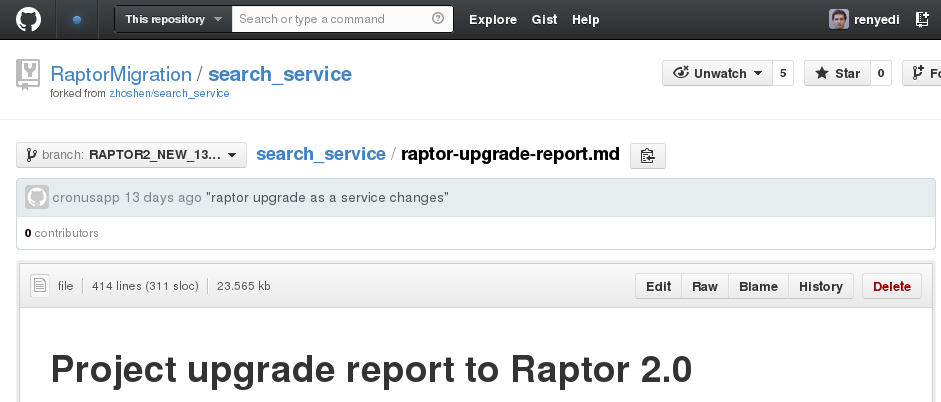 This repository Search or type a command Explore Gist Help renyedi
RaptorMigration / search_service Unwatch 5 Star 0
forked from zhoshen/search_service
branch: RAPTOR2_NEW_13... search_service / raptor-upgrade-report.md
cronusapp 13 days ago "raptor upgrade as a service changes"
0 contributors
file 414 lines (311 sloc) 23.565 kb Edit Raw Blame History Delete
Project upgrade report to Raptor 2.0